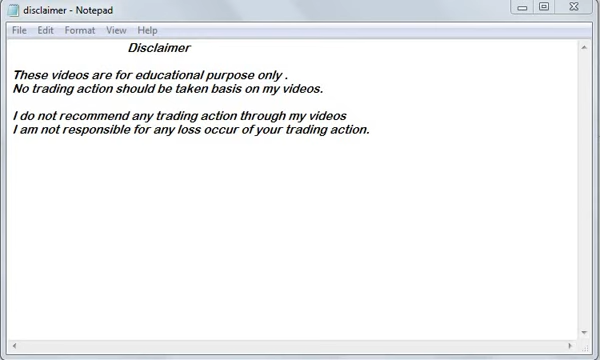 disclaimer - Notepad
File Edit Format View Help
Disclaimer
These videos are for educational purpose only .
No trading action should be taken basis on my videos.
I do not recommend any trading action through my videos
I am not responsible for any loss occur of your trading action.